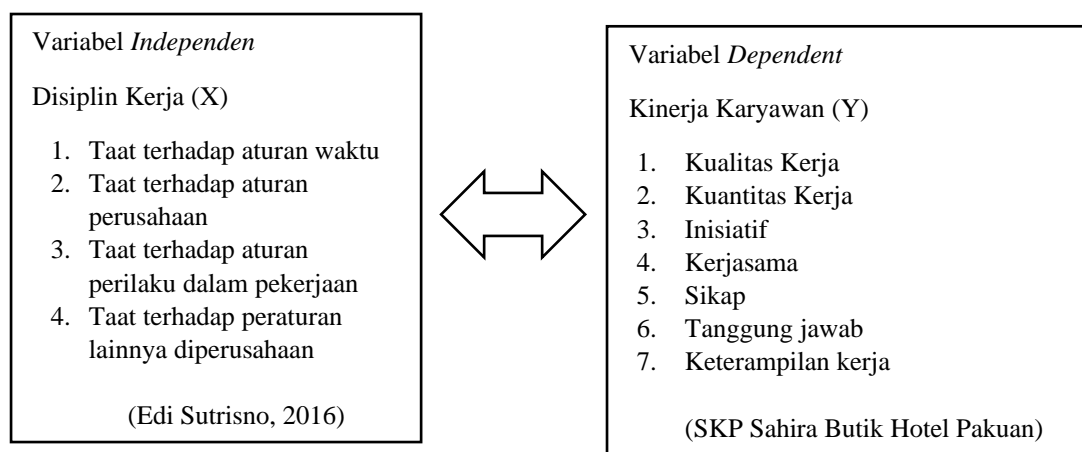 Variabel Independen
Disiplin Kerja (X)
1. Taat terhadap aturan waktu
2. Taat terhadap aturan
perusahaan
3. Taat terhadap aturan
perilaku dalam pekerjaan
4. Taat terhadap peraturan
lainnya diperusahaan
(Edi Sutrisno, 2016)
Variabel Dependent
Kinerja Karyawan (Y)
1. Kualitas Kerja
2. Kuantitas Kerja
3. Inisiatif
4. Kerjasama
5. Sikap
6. Tanggung jawab
7. Keterampilan kerja
(SKP Sahira Butik Hotel Pakuan)